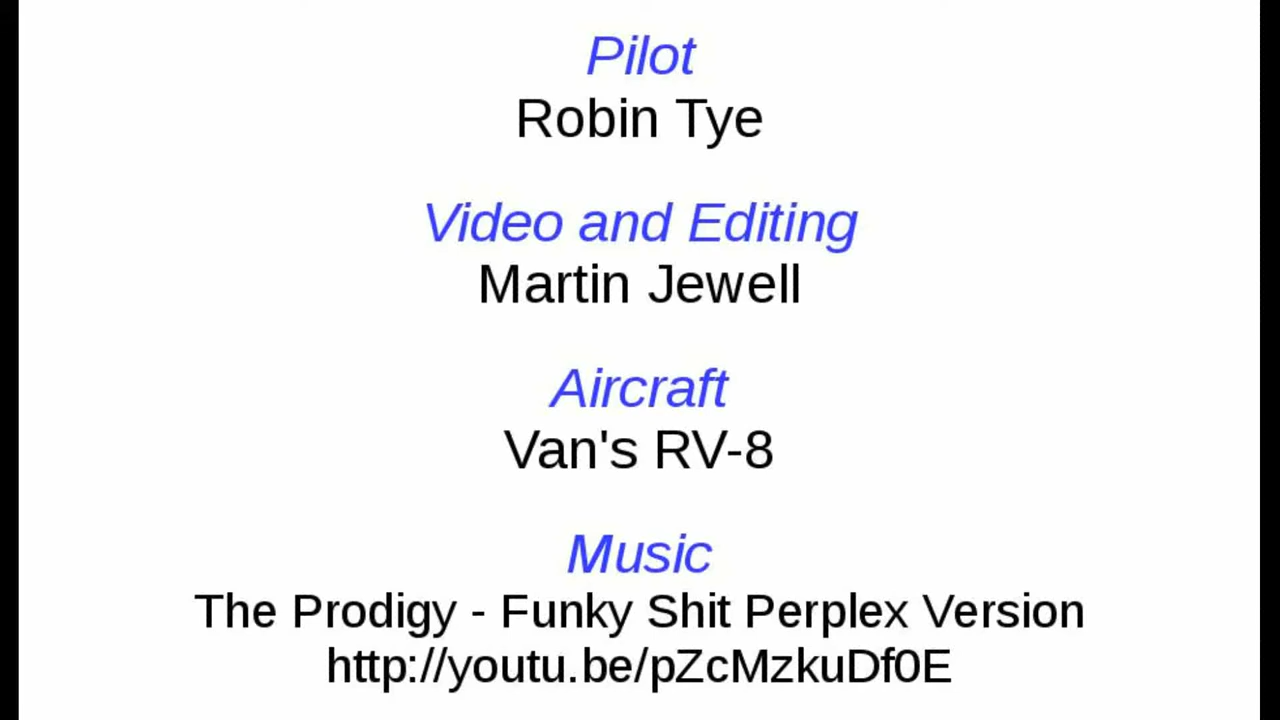 Pilot
Robin Tye
Video and Editing
Martin Jewell
Aircraft
Van's RV-8
Music
The Prodigy - Funky Shit Perplex Version
http://youtu.be/pZcMzkuDf0E